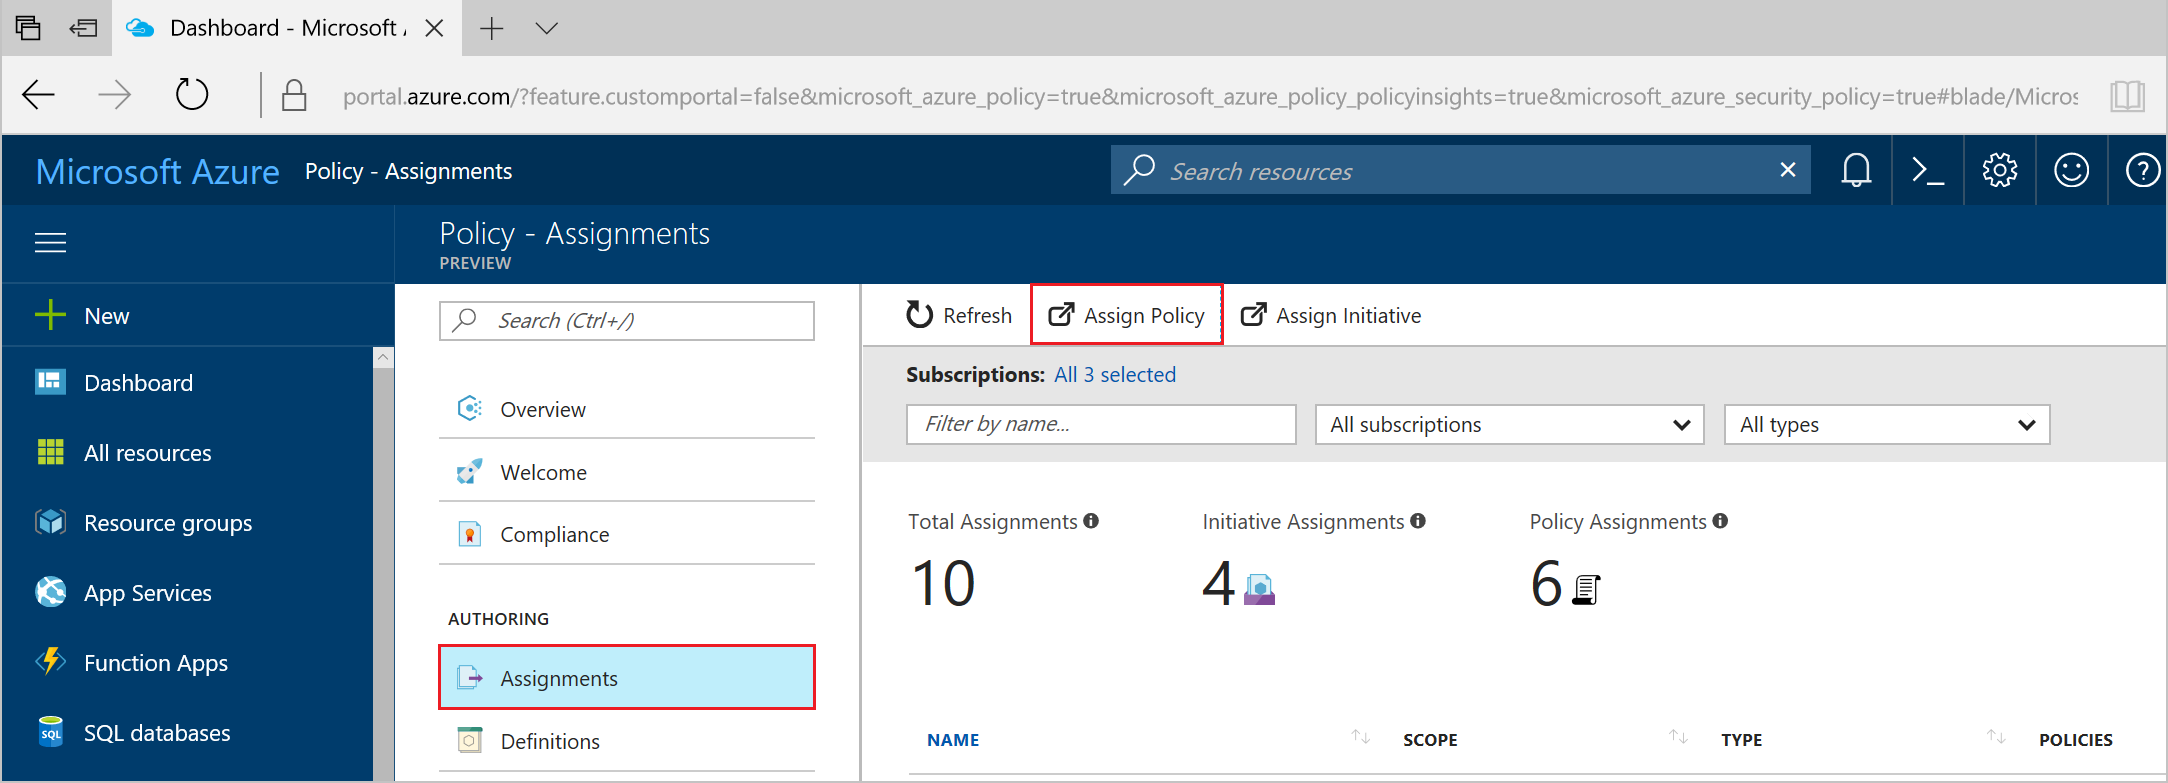 Dashboard - Microsoft
portal.azure.com/?feature.customportal=false&microsoft_azure_policy=true&microsoft_azure_policy_policyinsights=true&microsoft_azure_security_policy=true#blade/Micros
Microsoft Azure Policy - Assignments
Search resources
Policy - Assignments
PREVIEW
New
Dashboard
All resources
Resource groups
App Services
Function Apps
SQL
SQL databases
Search (Ctrl+/)
Overview
Welcome
Compliance
AUTHORING
Assignments
Definitions
Refresh Assign Policy Assign Initiative
Subscriptions: All 3 selected
Filter by name... All subscriptions All types
Total Assignments Initiative Assignments Policy Assignments
10 4 6
NAME SCOPE TYPE POLICIES